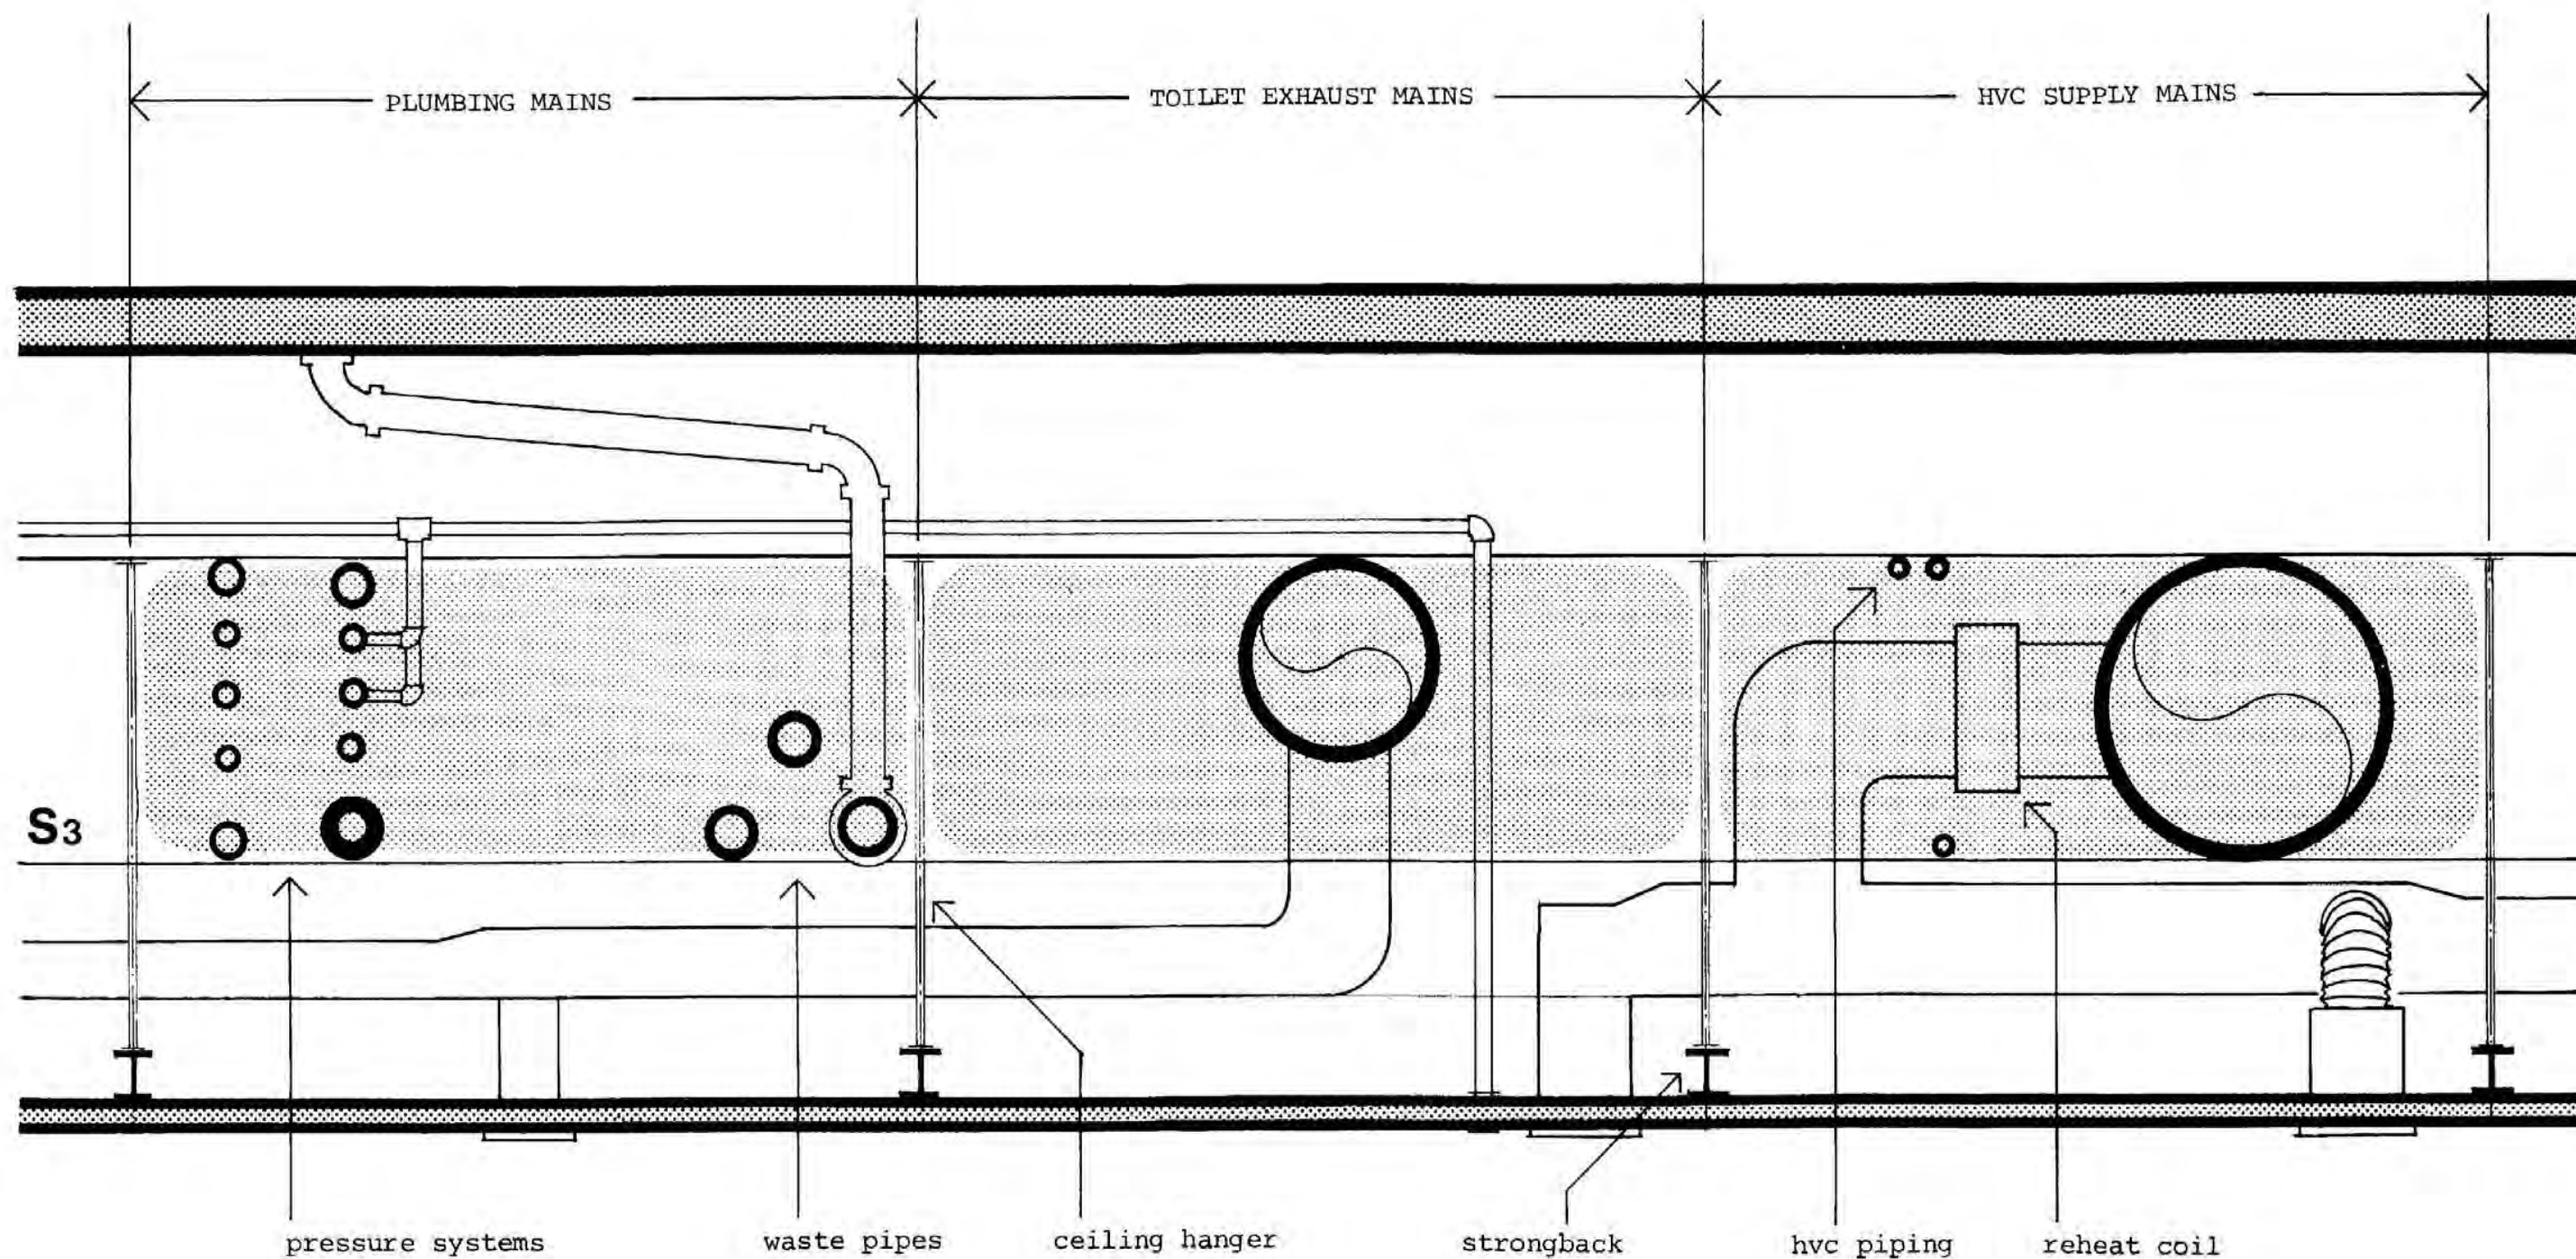 PLUMBING MAINS
TOILET EXHAUST MAINS
HVC SUPPLY MAINS
S3
pressure systems
waste pipes
ceiling hanger
strongback
hvc piping
reheat coil